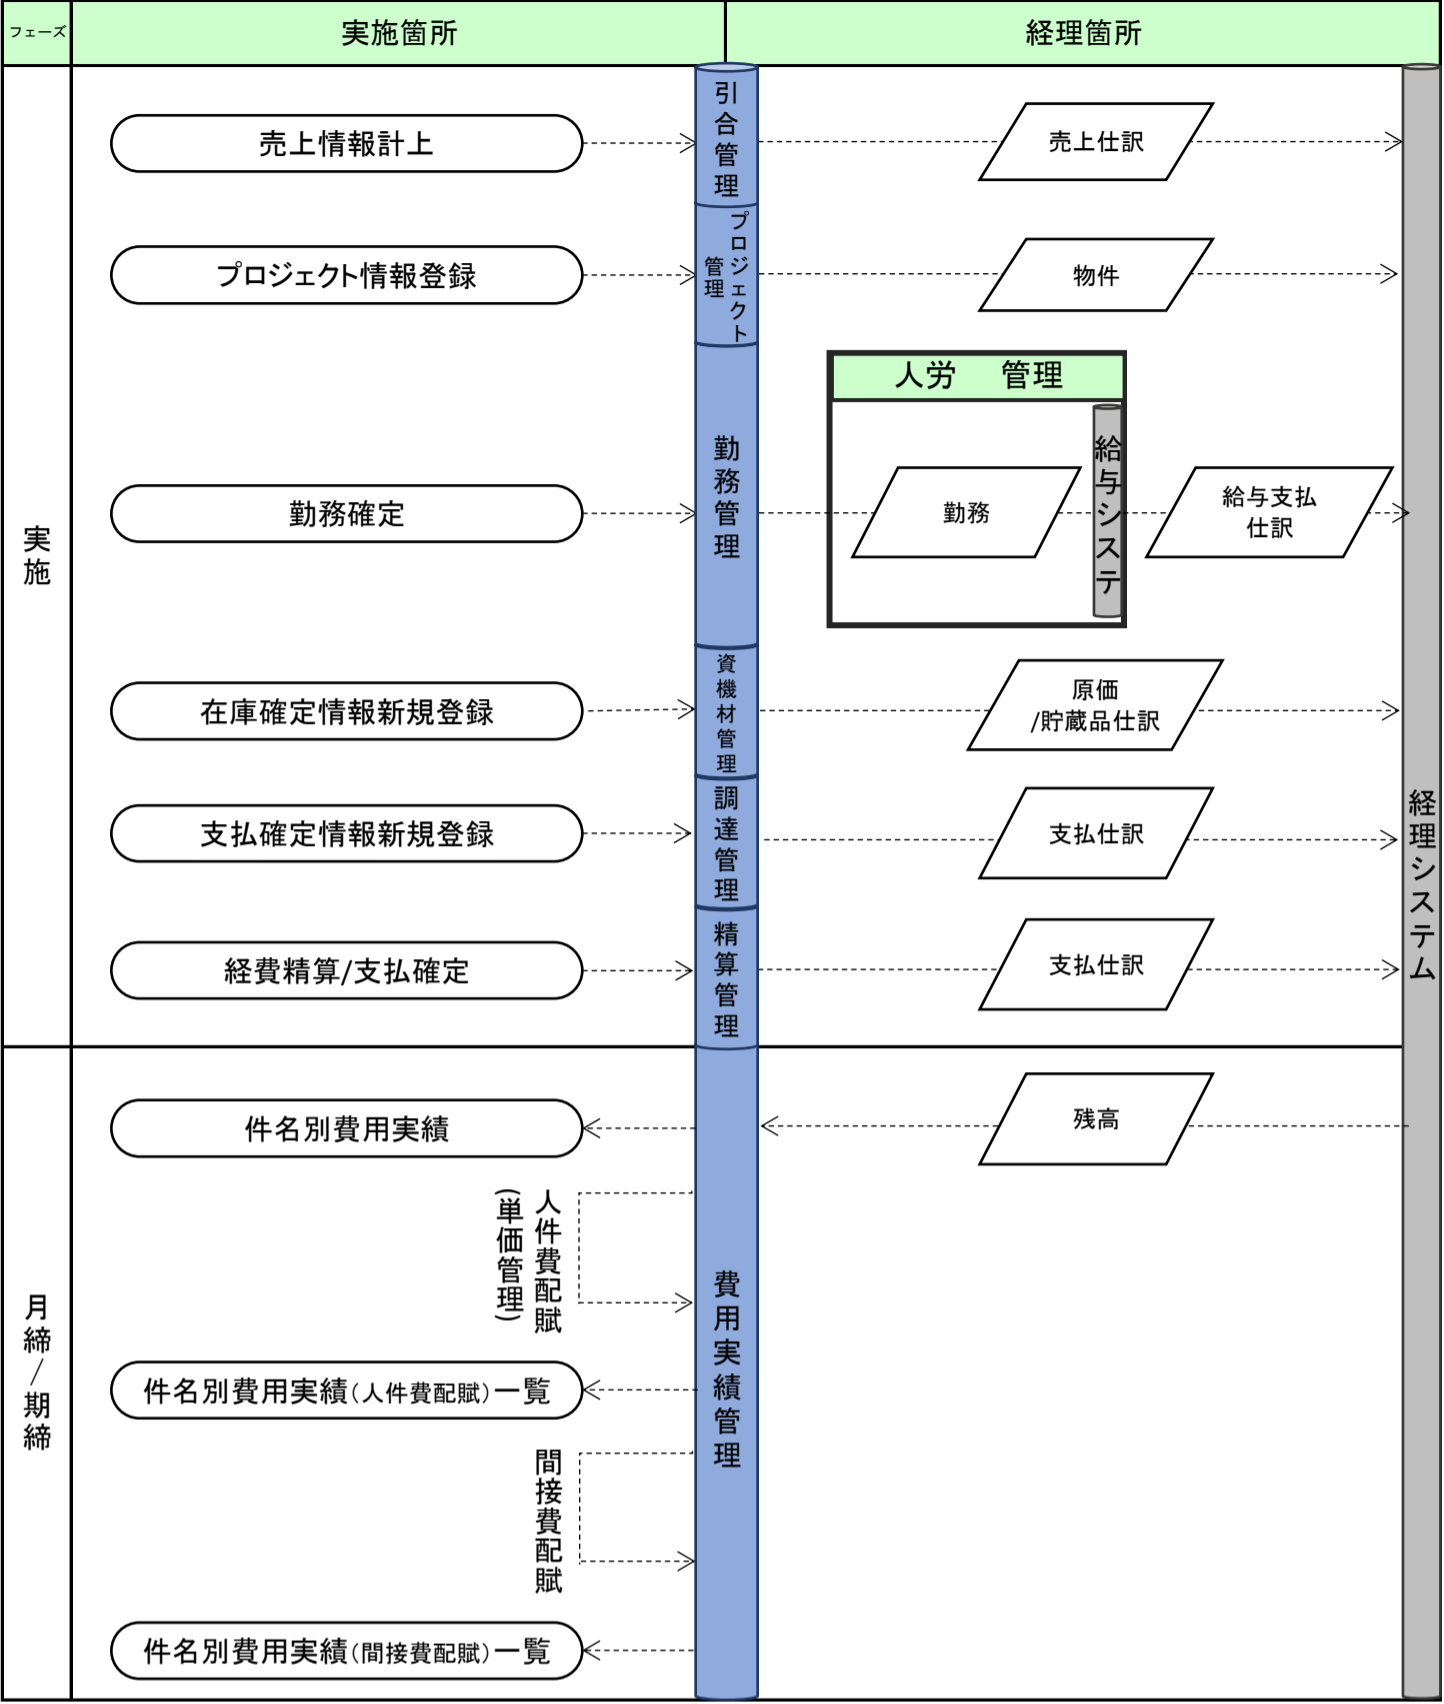 フェーズ
実施箇所
経理箇所
実施
売上情報計上
引合管理
売上仕訳
プロジェクト情報登録
プロジェクト
管理
物件
人労 管理
勤務確定
勤務管理
勤務
給与システ
給与支払
仕訳
在庫確定情報新規登録
資機材管理
原価
/貯蔵品仕訳
支払確定情報新規登録
調達管理
支払仕訳
経費精算/支払確定
精算管理
支払仕訳
経理システム
月締/期締
件名別費用実績
残高
人件費配賦
(単価管理)
費用実績管理
件名別費用実績(人件費配賦)一覧
間接費配賦
件名別費用実績(間接費配賦)一覧